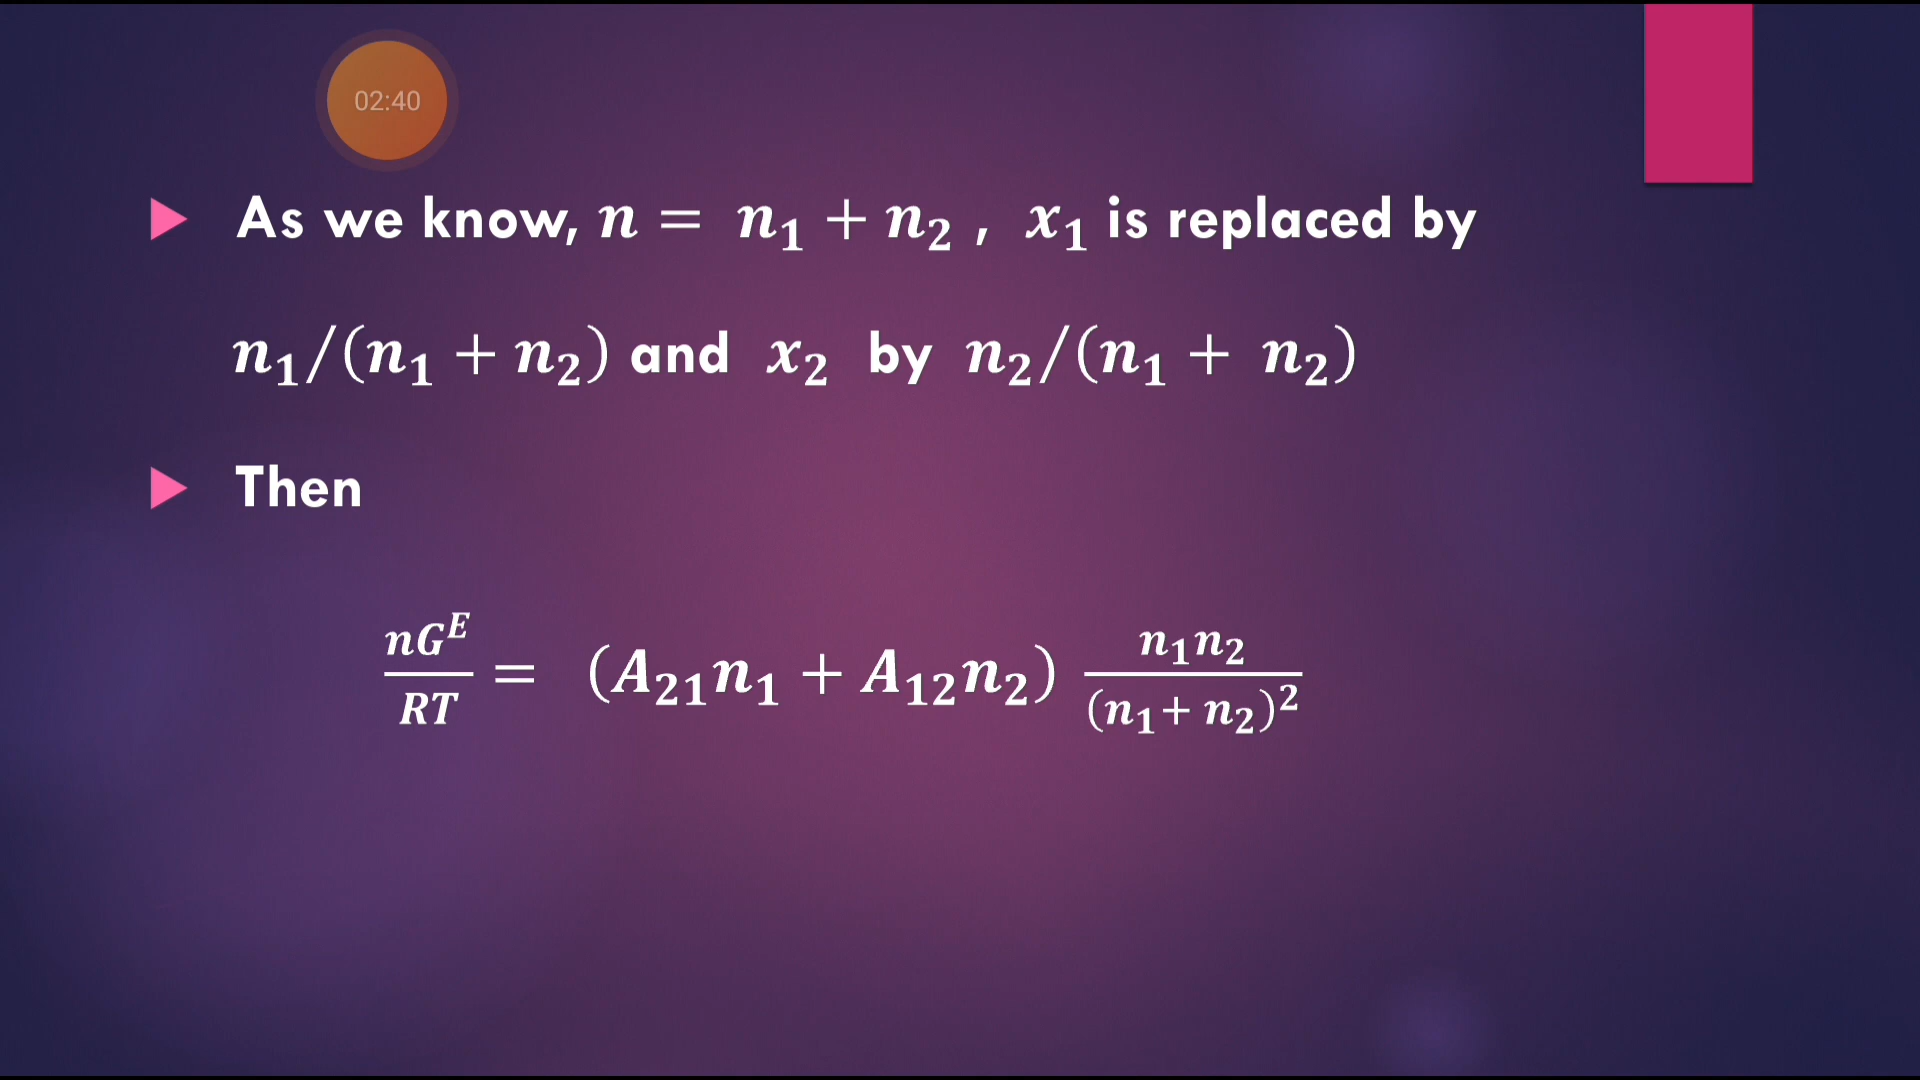 02:40
As we know, n = n₁ + n₂ , x₁ is replaced by
n₁/(n₁ + n₂) and x₂ by n₂/(n₁ + n₂)
Then
nGᴱ/RT = (A₂₁n₁ + A₁₂n₂) n₁n₂/(n₁+ n₂)²